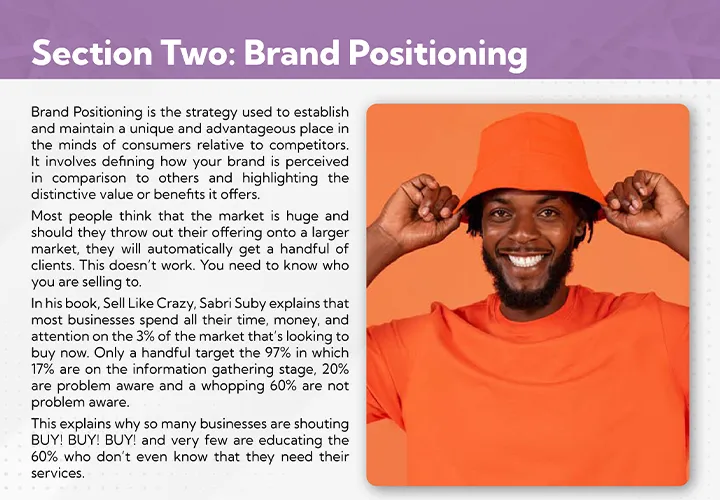 Section Two: Brand Positioning
Brand Positioning is the strategy used to establish
and maintain a unique and advantageous place in
the minds of consumers relative to competitors.
It involves defining how your brand is perceived
in comparison to others and highlighting the
distinctive value or benefits it offers.
Most people think that the market is huge and
should they throw out their offering onto a larger
market, they will automatically get a handful of
clients. This doesn't work. You need to know who
you are selling to.
In his book, Sell Like Crazy, Sabri Suby explains that
most businesses spend all their time, money, and
attention on the 3% of the market that's looking to
buy now. Only a handful target the 97% in which
17% are on the information gathering stage, 20%
are problem aware and a whopping 60% are not
problem aware.
This explains why so many businesses are shouting
BUY! BUY! BUY! and very few are educating the
60% who don't even know that they need their
services.